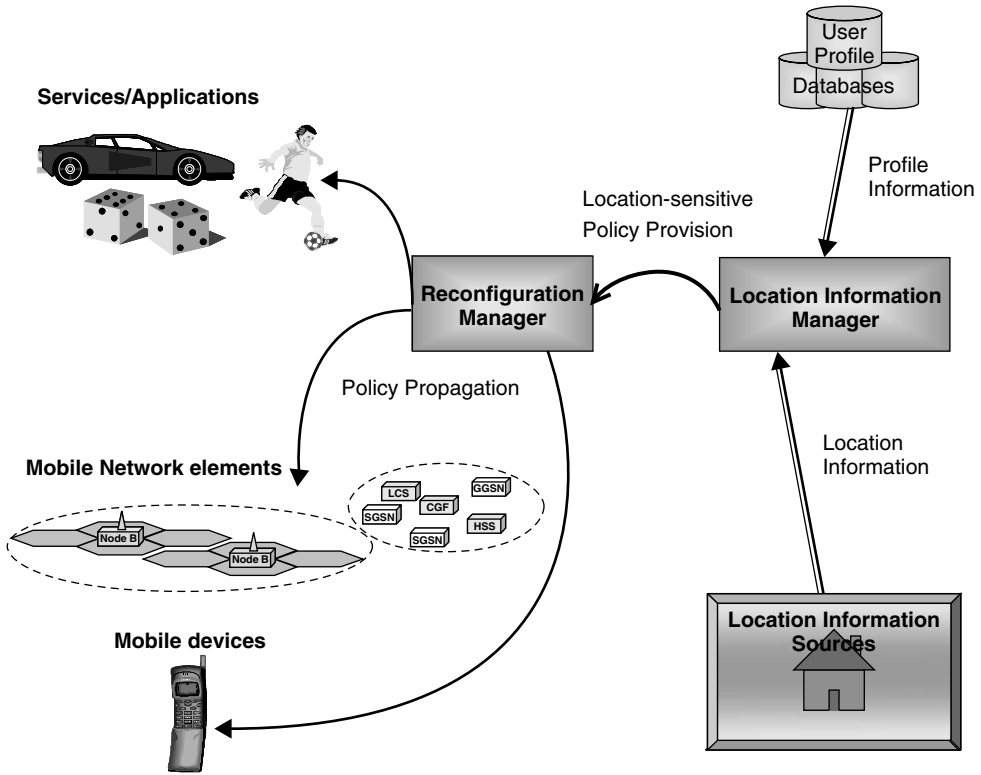 User
Profile
Databases
Services/Applications
Profile
Information
Location-sensitive
Policy Provision
Reconfiguration
Manager
Location Information
Manager
Policy Propagation
Location
Information
Mobile Network elements
LCS
GGSN
CGF
SGSN
HSS
SGSN
Node B
Node B
Location Information
Sources
Mobile devices